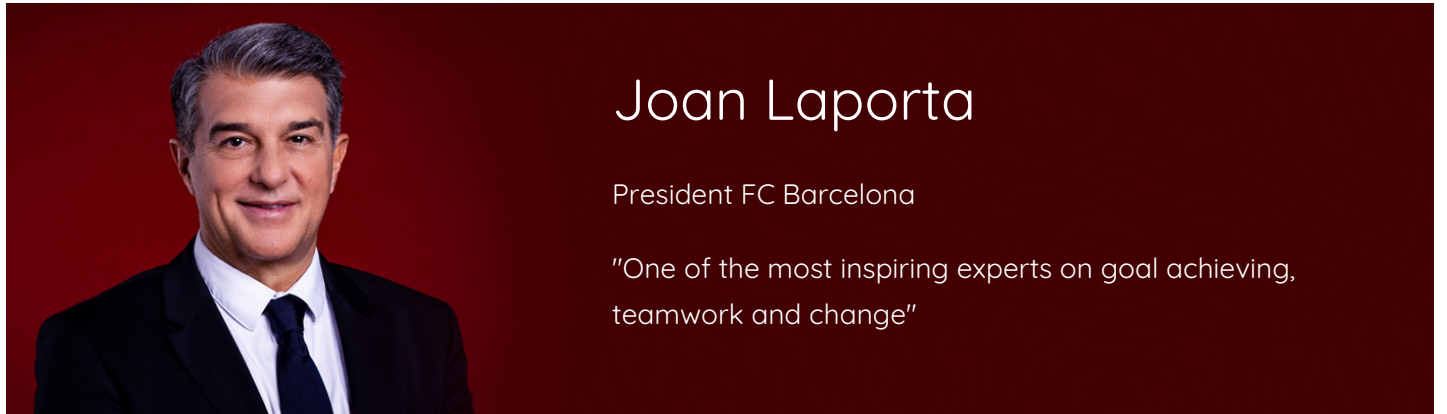 Joan Laporta
President FC Barcelona
"One of the most inspiring experts on goal achieving,
teamwork and change"